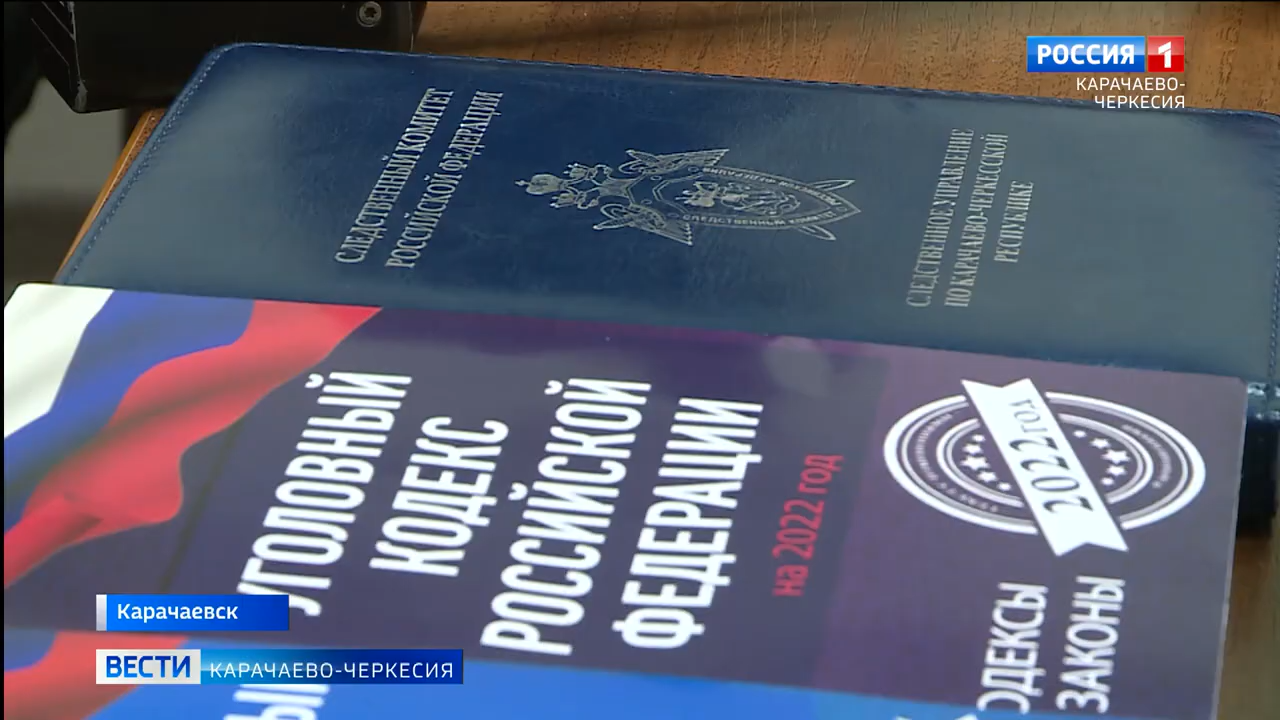 РОССИЯ 1
КАРАЧАЕВО-
ЧЕРКЕСИЯ
СЛЕДСТВЕННЫЙ КОМИТЕТ
РОССИЙСКОЙ ФЕДЕРАЦИИ
СЛЕДСТВЕННЫЙ КОМИТЕТ
СЛЕДСТВЕННОЕ УПРАВЛЕНИЕ
ПО КАРАЧАЕВО-ЧЕРКЕССКОЙ
РЕСПУБЛИКЕ
УГОЛОВНЫЙ
КОДЕКС
РОССИЙСКОЙ
ФЕДЕРАЦИИ
на 2022 год
2022 ГОД
ОДЕКСЫ
ЗАКОНЫ
Карачаевск
ВЕСТИ КАРАЧАЕВО-ЧЕРКЕСИЯ